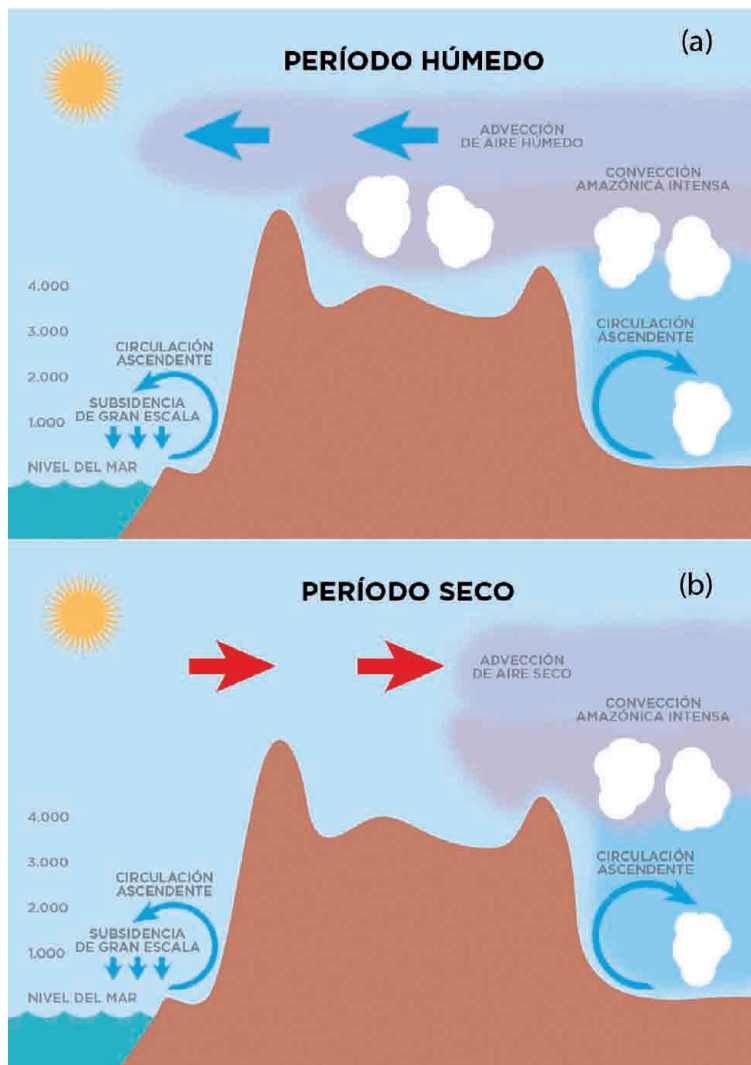 (a)
PERÍODO HÚMEDO
ADVECCIÓN
DE AIRE HÚMEDO
CONVECCIÓN
AMAZÓNICA INTENSA
4.000
3.000
2.000
1.000
CIRCULACIÓN
ASCENDENTE
SUBSIDENCIA
DE GRAN ESCALA
NIVEL DEL MAR
CIRCULACIÓN
ASCENDENTE
(b)
PERÍODO SECO
ADVECCIÓN
DE AIRE SECO
CONVECCIÓN
AMAZÓNICA INTENSA
4.000
3.000
2.000
1.000
CIRCULACIÓN
ASCENDENTE
SUBSIDENCIA
DE GRAN ESCALA
NIVEL DEL MAR
CIRCULACIÓN
ASCENDENTE